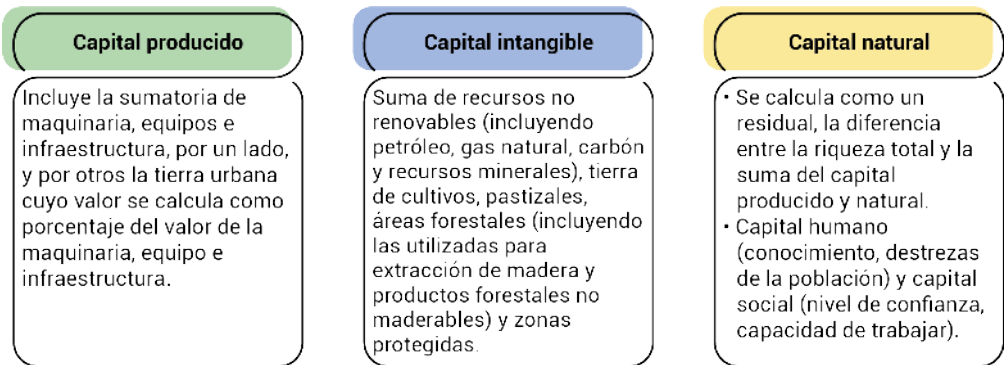 Capital producido
Incluye la sumatoria de
maquinaria, equipos e
infraestructura, por un lado,
y por otros la tierra urbana
cuyo valor se calcula como
porcentaje del valor de la
maquinaria, equipo e
infraestructura.
Capital intangible
Suma de recursos no
renovables (incluyendo
petróleo, gas natural, carbón
y recursos minerales), tierra
de cultivos, pastizales,
áreas forestales (incluyendo
las utilizadas para
extracción de madera y
productos forestales no
maderables) y zonas
protegidas.
Capital natural
• Se calcula como un
residual, la diferencia
entre la riqueza total y la
suma del capital
producido y natural.
• Capital humano
(conocimiento, destrezas
de la población) y capital
social (nivel de confianza,
capacidad de trabajar).